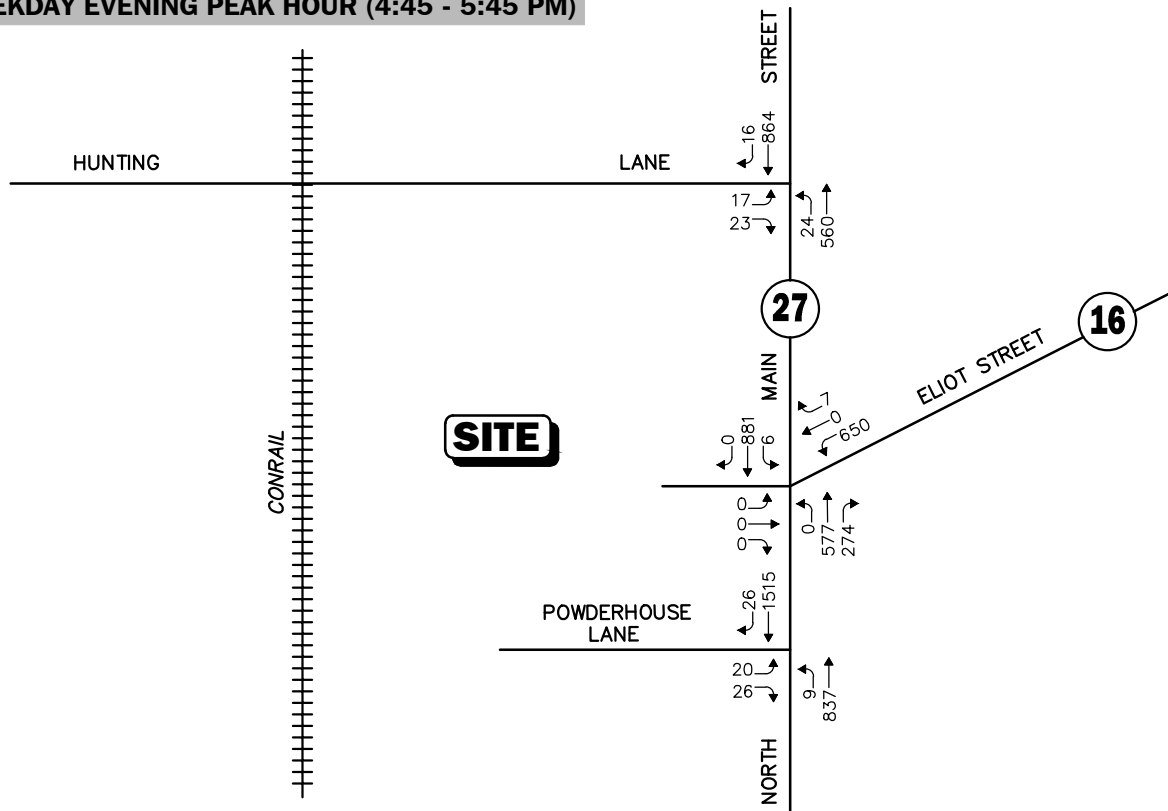 EKDAY EVENING PEAK HOUR (4:45 - 5:45 PM)
STREET
16
864
HUNTING
LANE
17
23
24
560
27
16
ELIOT STREET
MAIN
CONRAIL
SITE
0
881
6
7
0
650
0
0
0
0
577
274
26
1515
POWDERHOUSE
LANE
20
26
9
837
NORTH